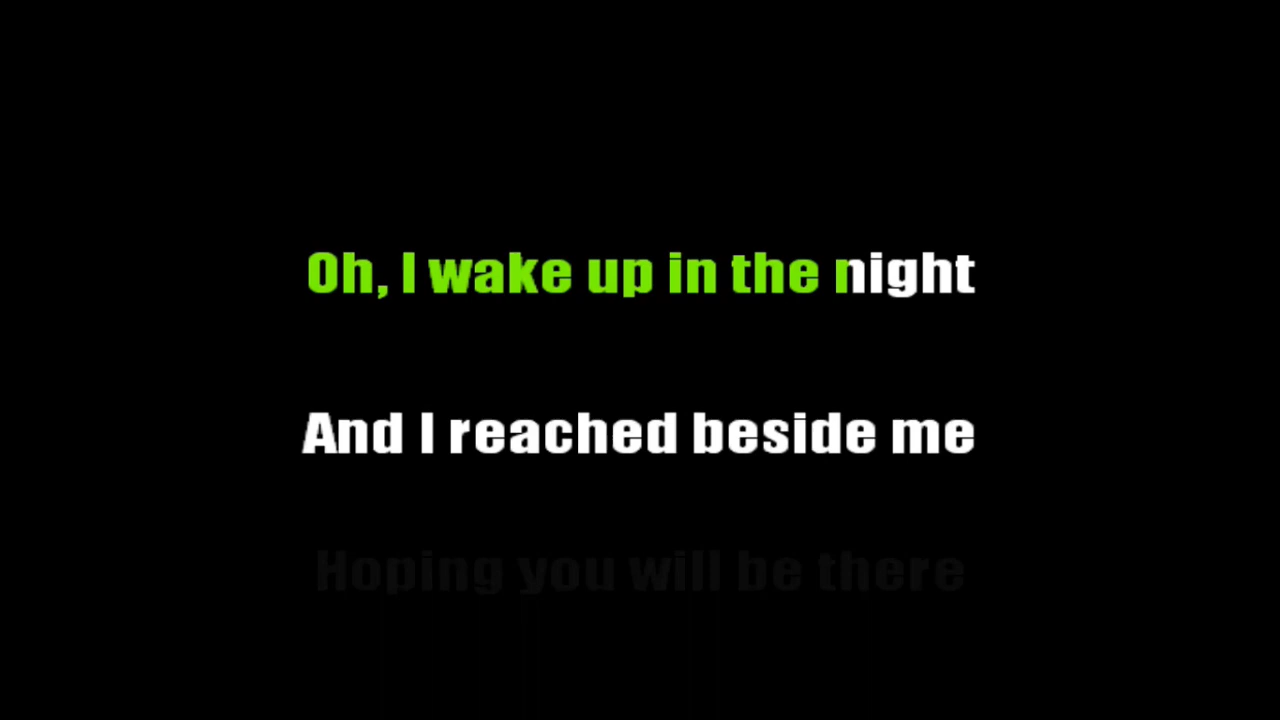 Oh, I wake up in the night
And I reached beside me
Hoping you will be there